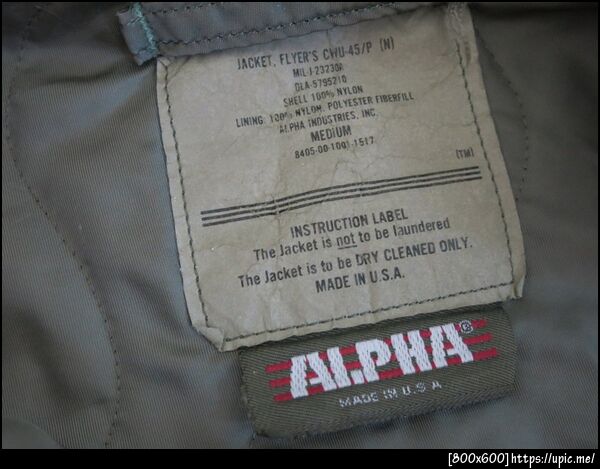 JACKET, FLYER'S CWU-45/P (N)
MIL-J-23230A
DLA-5795210
SHELL 100% NYLON
LINING: 100% NYLON, POLYESTER FIBERFILL
ALPHA INDUSTRIES, INC.
MEDIUM
8405-00-1001-1517
(TM)
INSTRUCTION LABEL
The Jacket is not to be laundered
The Jacket is to be DRY CLEANED ONLY.
MADE IN U.S.A.
ALPHA®
MADE IN U.S.A
[800x600]https://upic.me/